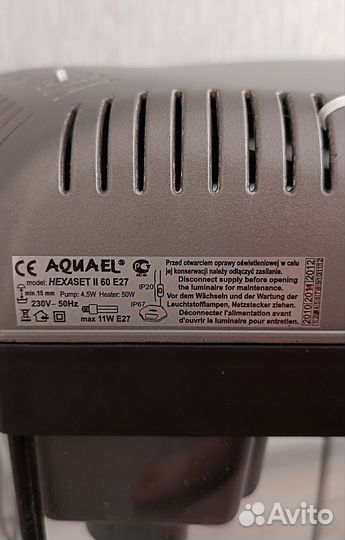 CE AQUAEL PC
model: HEXASET II 60 E27
min.15 mm Pump: 4.5W Heater: 50W
230V~ 50Hz
max 11W E27
IP20
IP67
Przed otwarciem oprawy oświetleniowej w celu
jej konserwacji należy odłączyć zasilanie.
Disconnect supply before opening
the luminaire for maintenance.
Vor dem Wächseln und der Wartung der
Leuchtstofflampen, Netzstecker ziehen.
Déconnecter l'alimentation avant
d'ouvrir le luminaire pour entretien.
2010 2011 2012
Avito